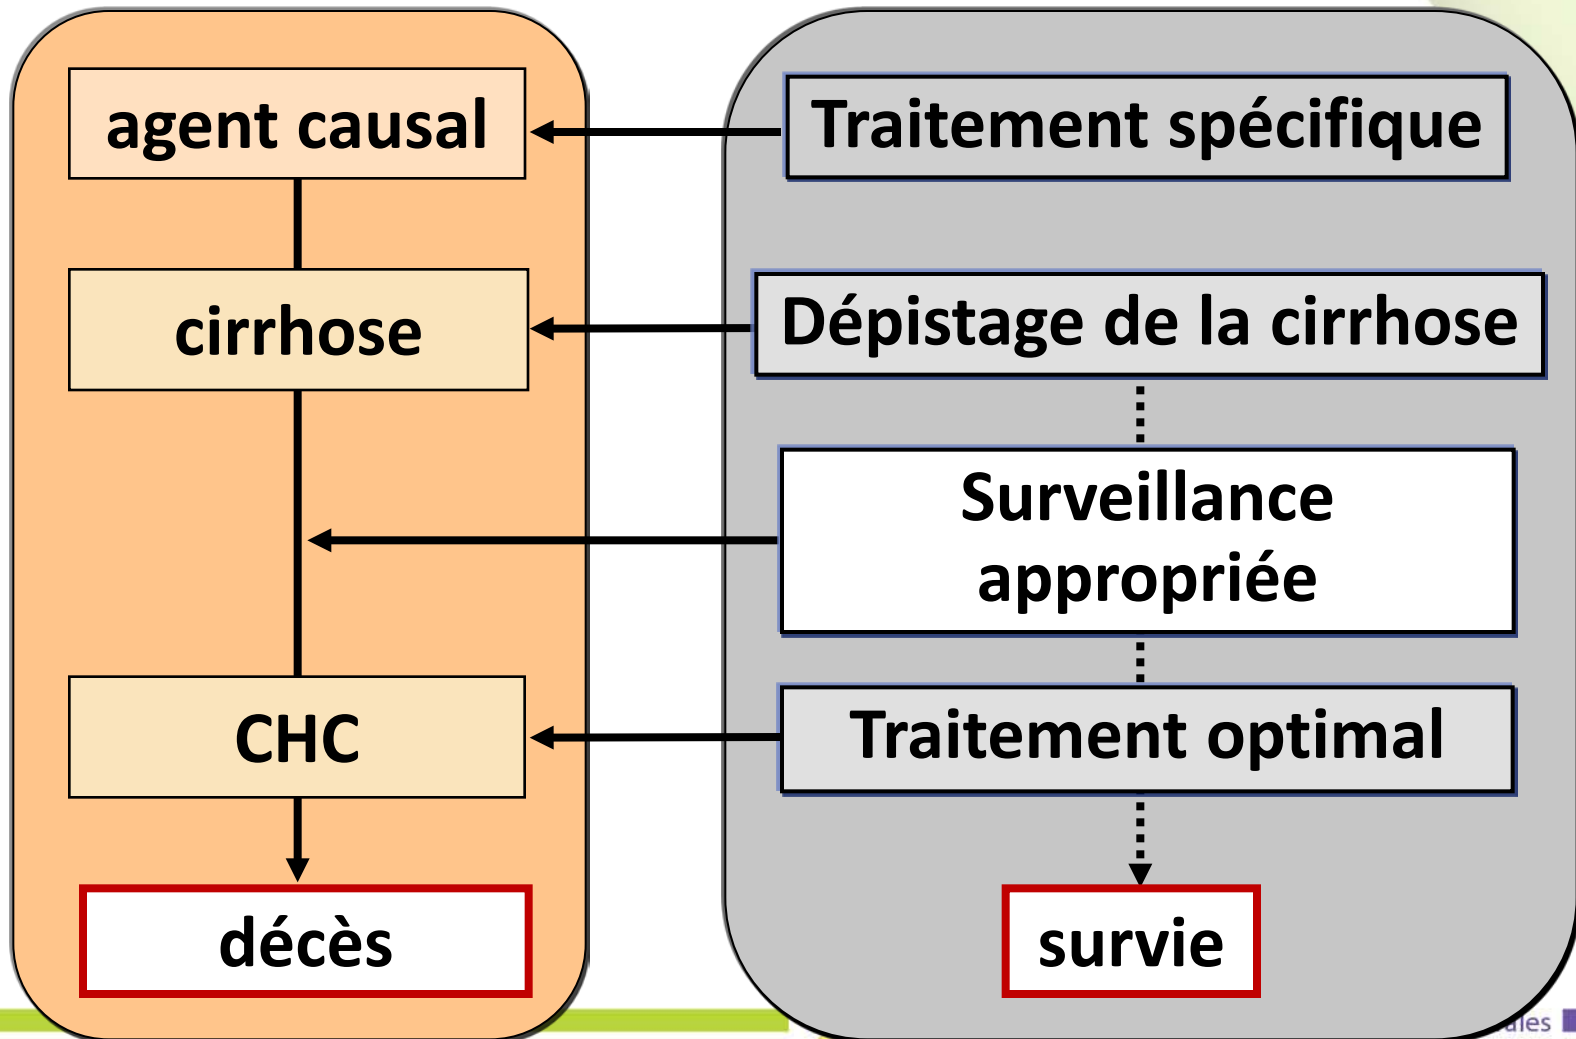 agent causal
Traitement spécifique
cirrhose
Dépistage de la cirrhose
Surveillance
appropriée
CHC
Traitement optimal
décès
survie